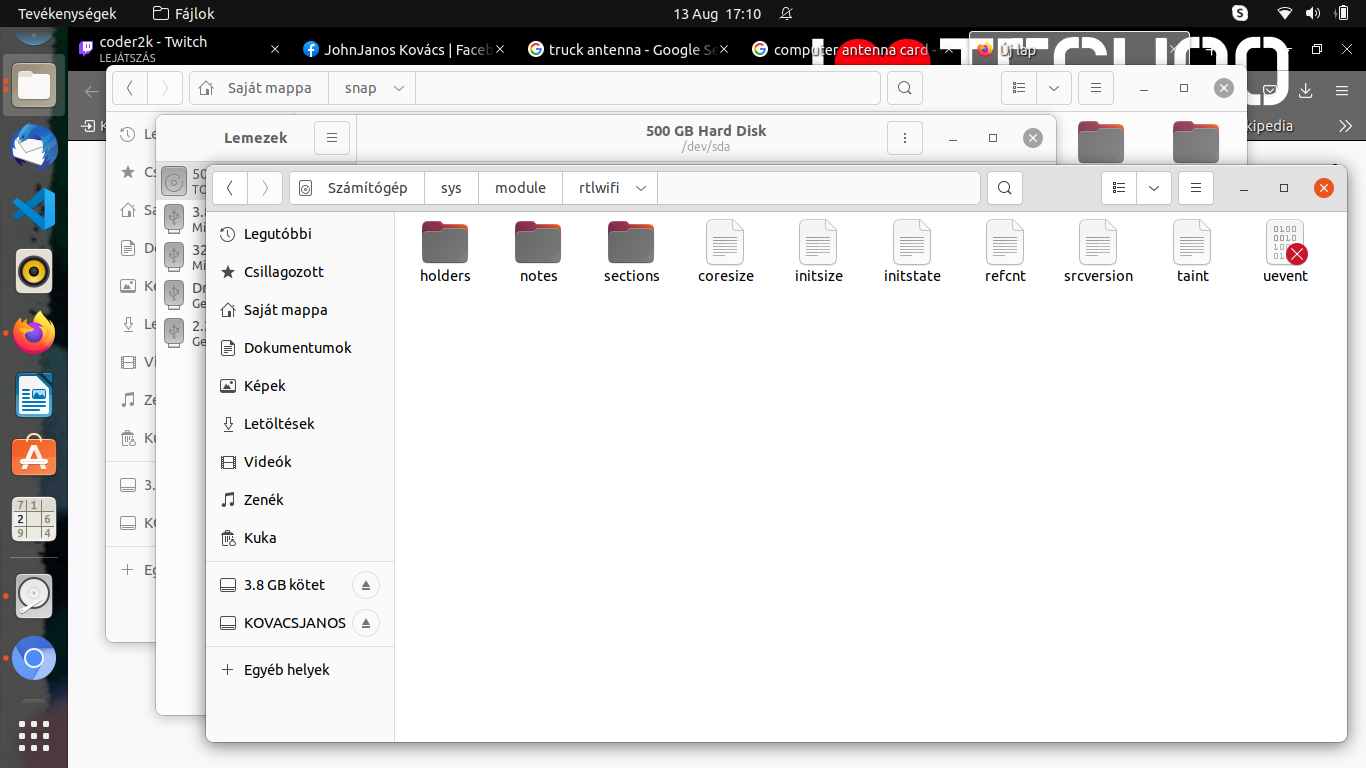 Tevékenységek
Fájlok
13 Aug 17:10
coder2k - Twitch
LEJÁTSZÁS
JohnJanos Kovács | Faceb
truck antenna - Google Se
computer antenna card -
Új lap
Saját mappa
snap
Lemezek
500 GB Hard Disk
/dev/sda
kipedia
Számítógép
sys
module
rtlwifi
Legutóbbi
Csillagozott
Saját mappa
Dokumentumok
Képek
Letöltések
Videók
Zenék
Kuka
3.8 GB kötet
KOVACSJANOS
Egyéb helyek
holders
notes
sections
coresize
initsize
initstate
refcnt
srcversion
taint
uevent